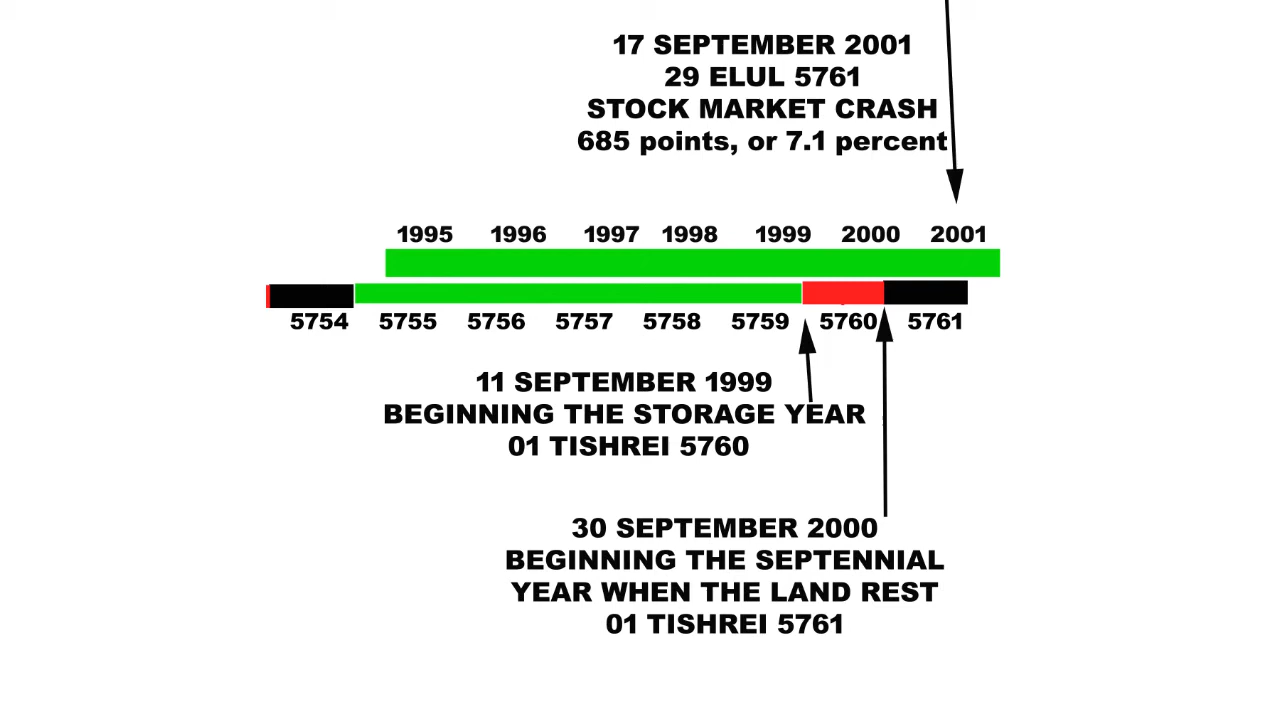 17 SEPTEMBER 2001
29 ELUL 5761
STOCK MARKET CRASH
685 points, or 7.1 percent
1995 1996 1997 1998 1999 2000 2001
5754 5755 5756 5757 5758 5759 5760 5761
11 SEPTEMBER 1999
BEGINNING THE STORAGE YEAR
01 TISHREI 5760
30 SEPTEMBER 2000
BEGINNING THE SEPTENNIAL
YEAR WHEN THE LAND REST
01 TISHREI 5761